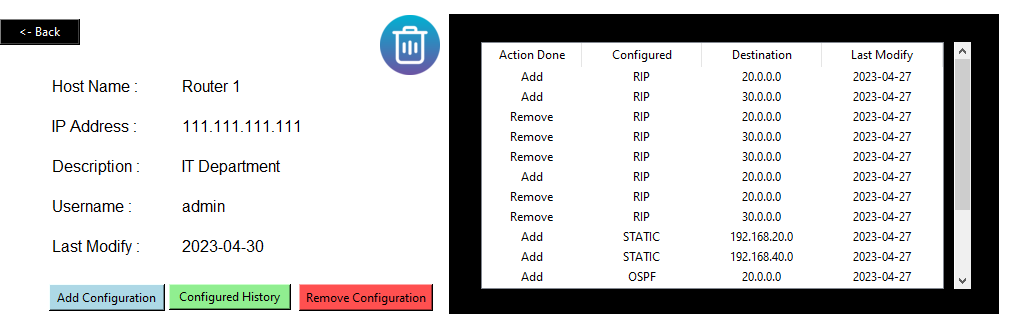 <- Back
Host Name : Router 1
IP Address : 111.111.111.111
Description : IT Department
Username : admin
Last Modify : 2023-04-30
Add Configuration Configured History Remove Configuration
Action Done Configured Destination Last Modify
Add RIP 20.0.0.0 2023-04-27
Add RIP 30.0.0.0 2023-04-27
Remove RIP 20.0.0.0 2023-04-27
Remove RIP 30.0.0.0 2023-04-27
Remove RIP 30.0.0.0 2023-04-27
Add RIP 20.0.0.0 2023-04-27
Remove RIP 20.0.0.0 2023-04-27
Remove RIP 30.0.0.0 2023-04-27
Add STATIC 192.168.20.0 2023-04-27
Add STATIC 192.168.40.0 2023-04-27
Add OSPF 20.0.0.0 2023-04-27